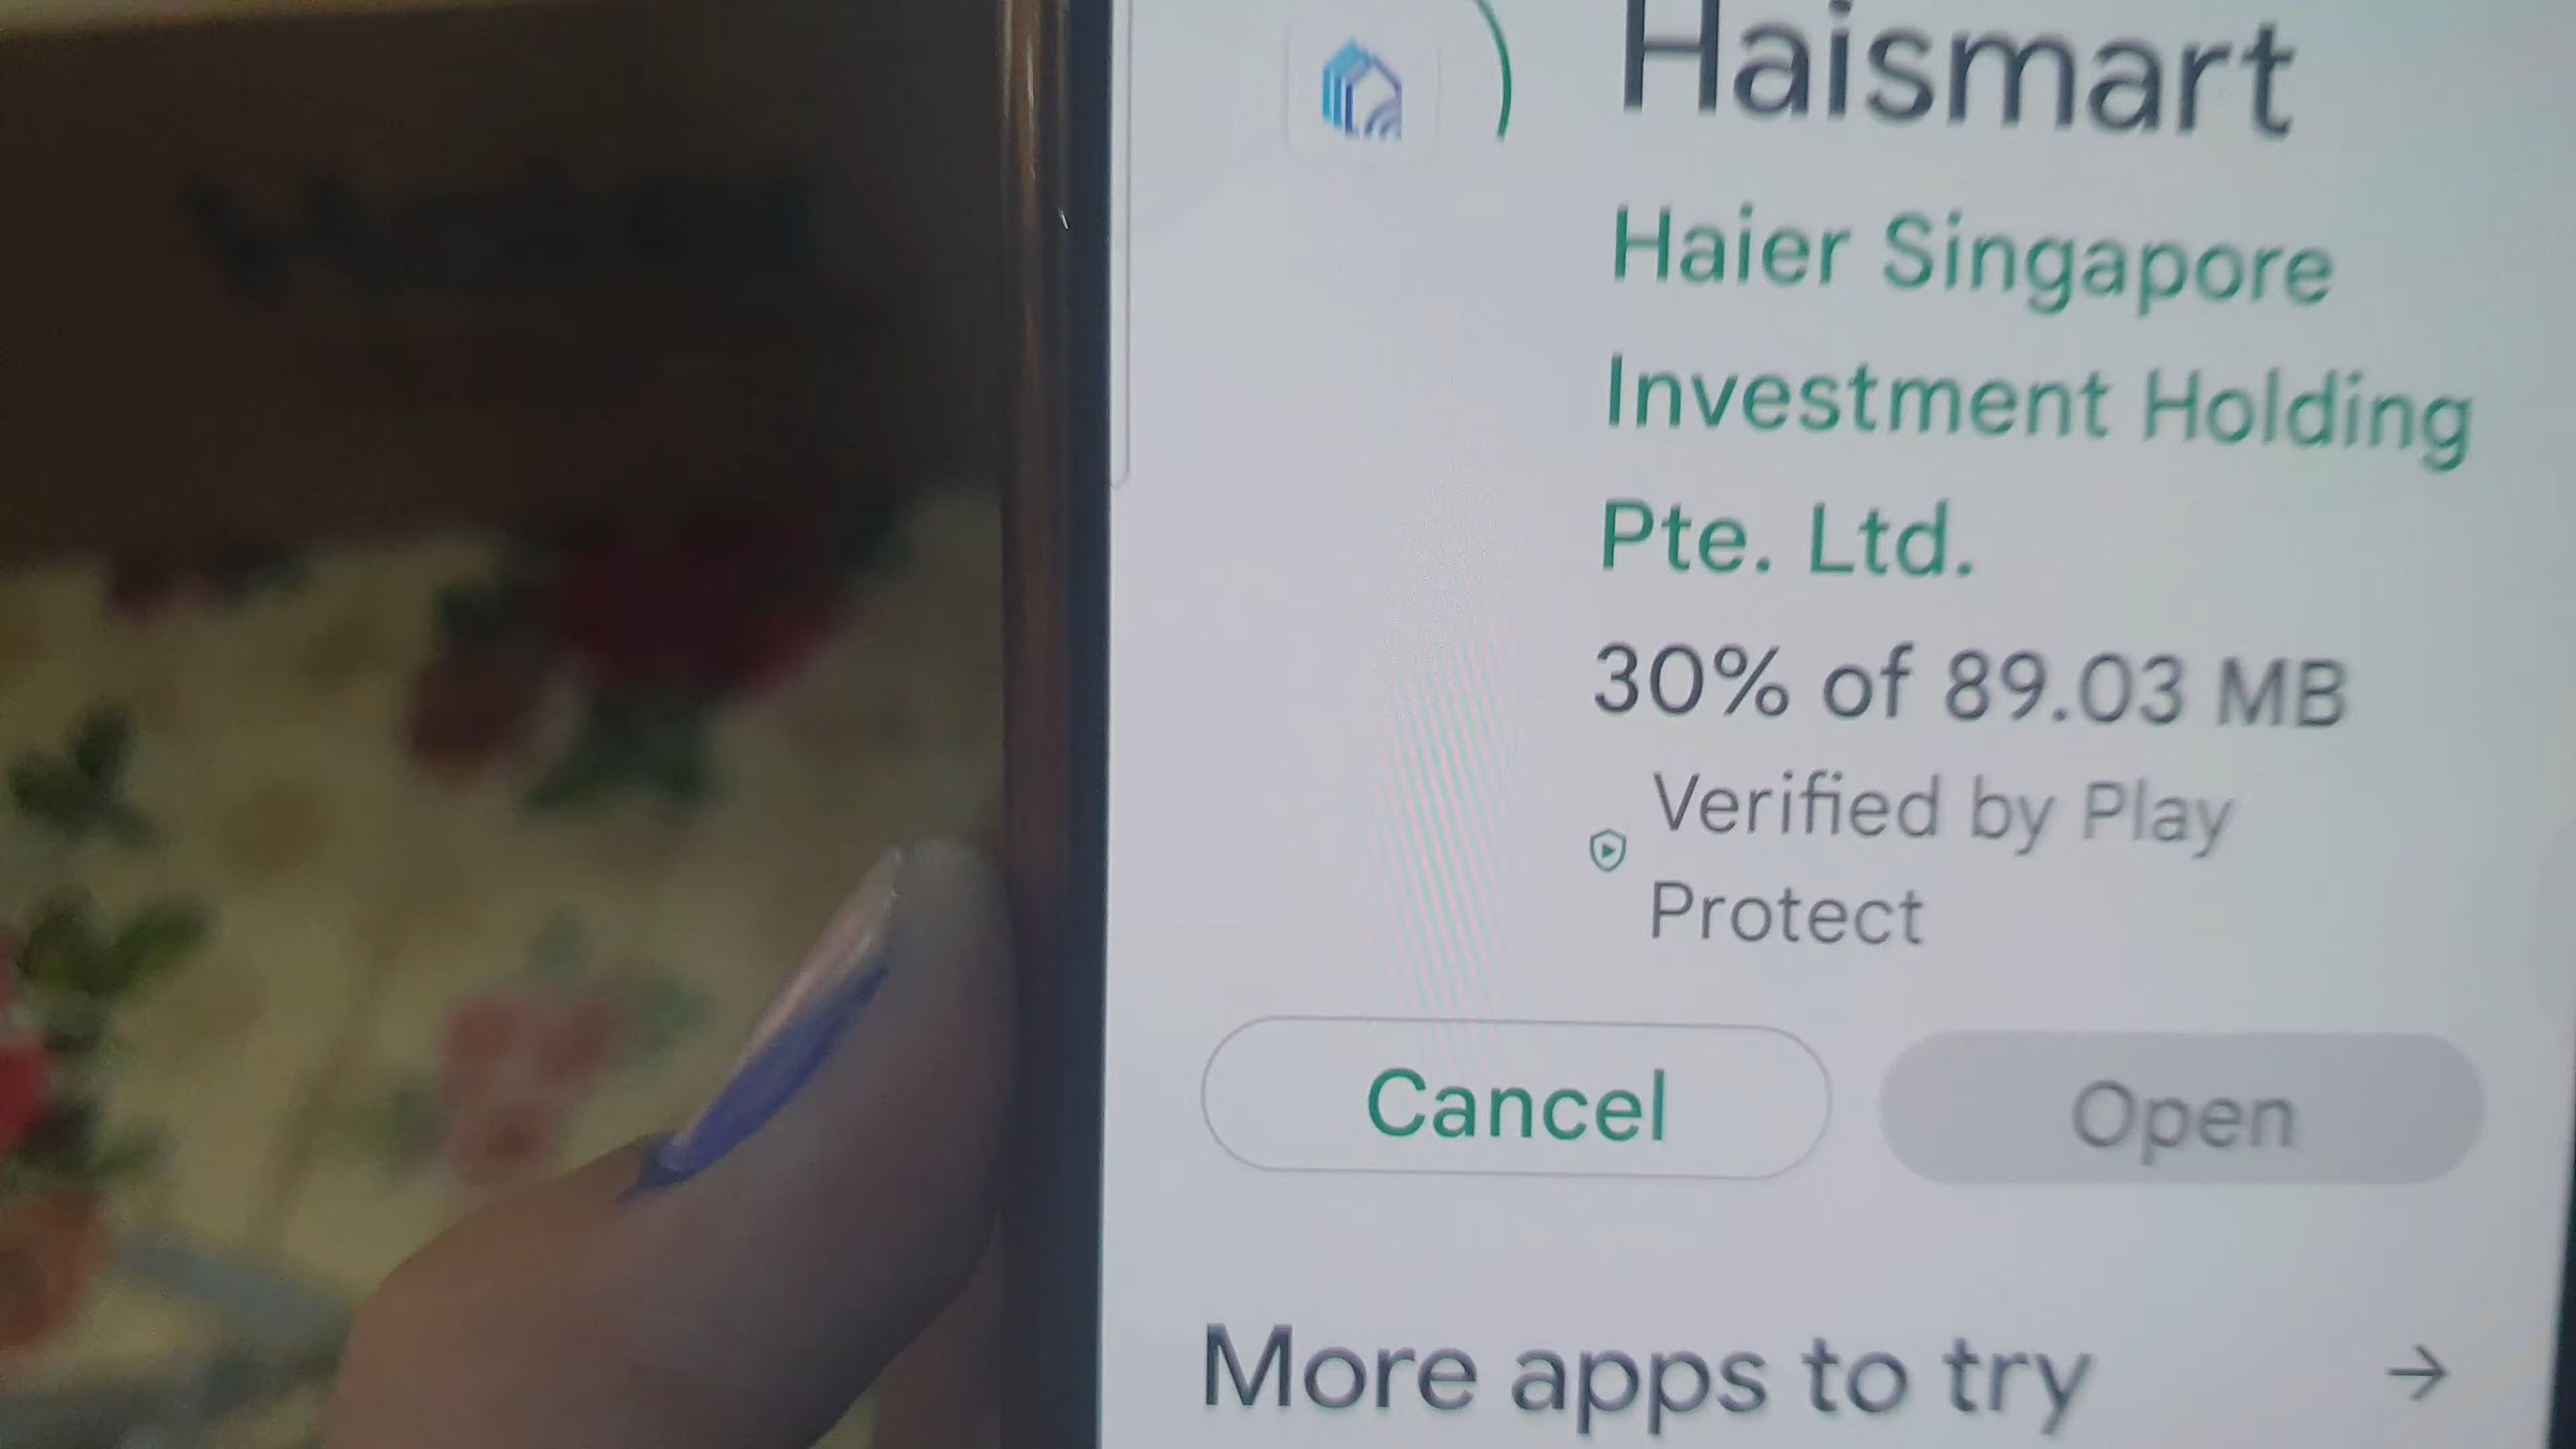 Haismart
Haier Singapore
Investment Holding
Pte. Ltd.
30% of 89.03 MB
Verified by Play
Protect
Cancel
Open
More apps to try